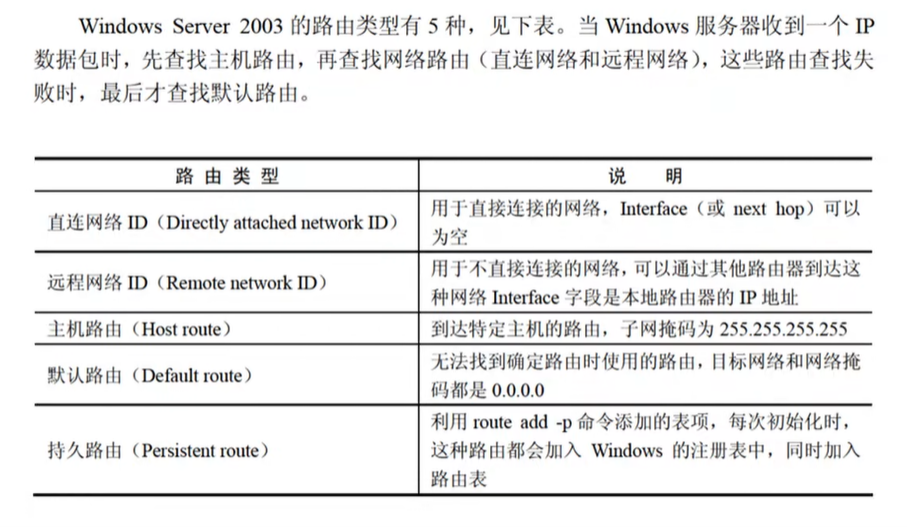 Windows Server 2003 的路由类型有 5 种，见下表。当 Windows 服务器收到一个 IP
数据包时，先查找主机路由，再查找网络路由（直连网络和远程网络），这些路由查找失
败时，最后才查找默认路由。
路 由 类 型
说 明
直连网络 ID（Directly attached network ID）
用于直接连接的网络，Interface（或 next hop）可以
为空
远程网络 ID（Remote network ID）
用于不直接连接的网络，可以通过其他路由器到达这
种网络 Interface 字段是本地路由器的 IP 地址
主机路由（Host route）
到达特定主机的路由，子网掩码为 255.255.255.255
默认路由（Default route）
无法找到确定路由时使用的路由，目标网络和网络掩
码都是 0.0.0.0
持久路由（Persistent route）
利用 route add -p 命令添加的表项，每次初始化时，
这种路由都会加入 Windows 的注册表中，同时加入
路由表